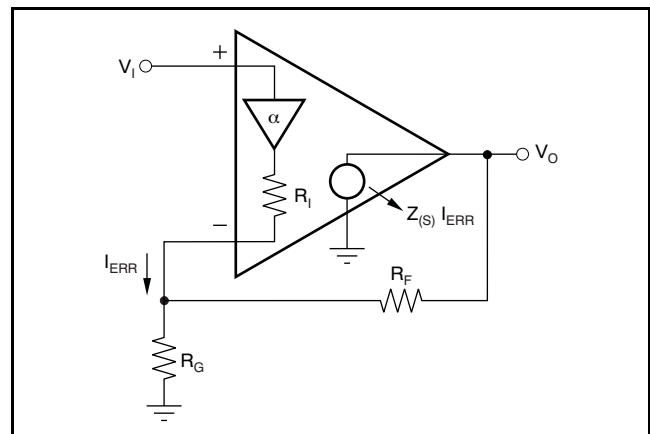 +
V_I
α
R_I
V_O
Z_(S) I_ERR
−
I_ERR
R_F
R_G